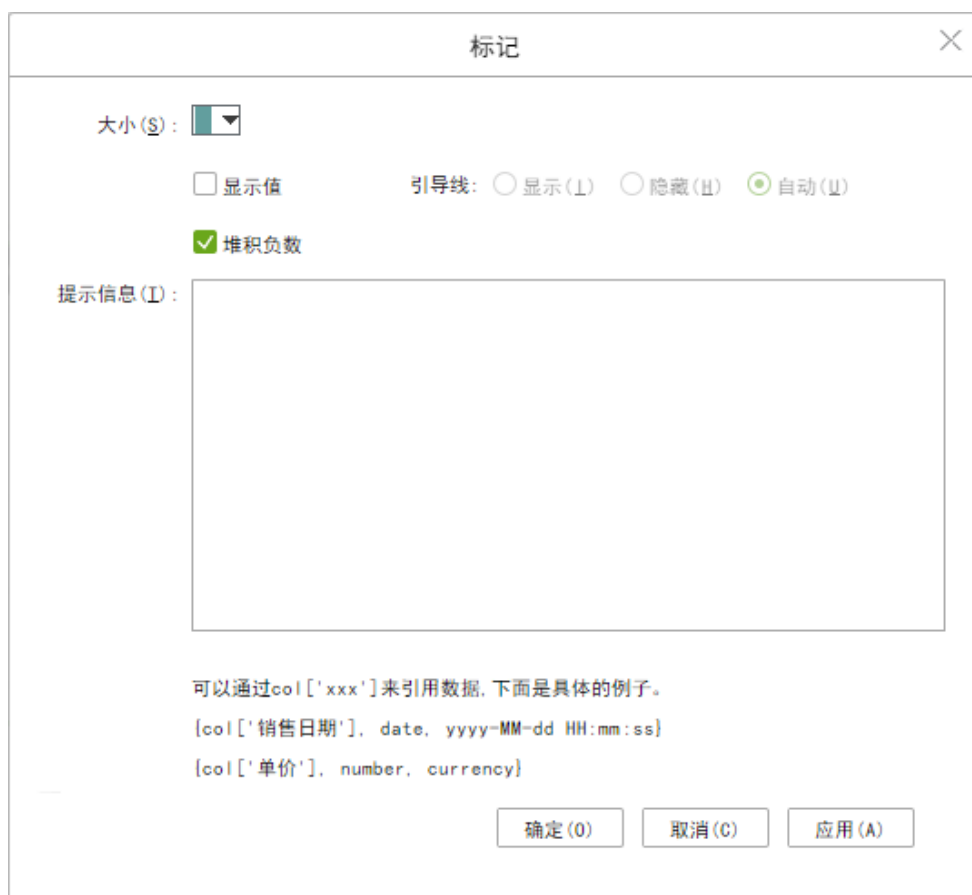 标记
大小(S):
显示值 引导线: 显示(I) 隐藏(H) 自动(U)
堆积负数
提示信息(I):
可以通过col['xxx']来引用数据,下面是具体的例子。
{col['销售日期'], date, yyyy-MM-dd HH:mm:ss}
{col['单价'], number, currency}
确定(O) 取消(C) 应用(A)